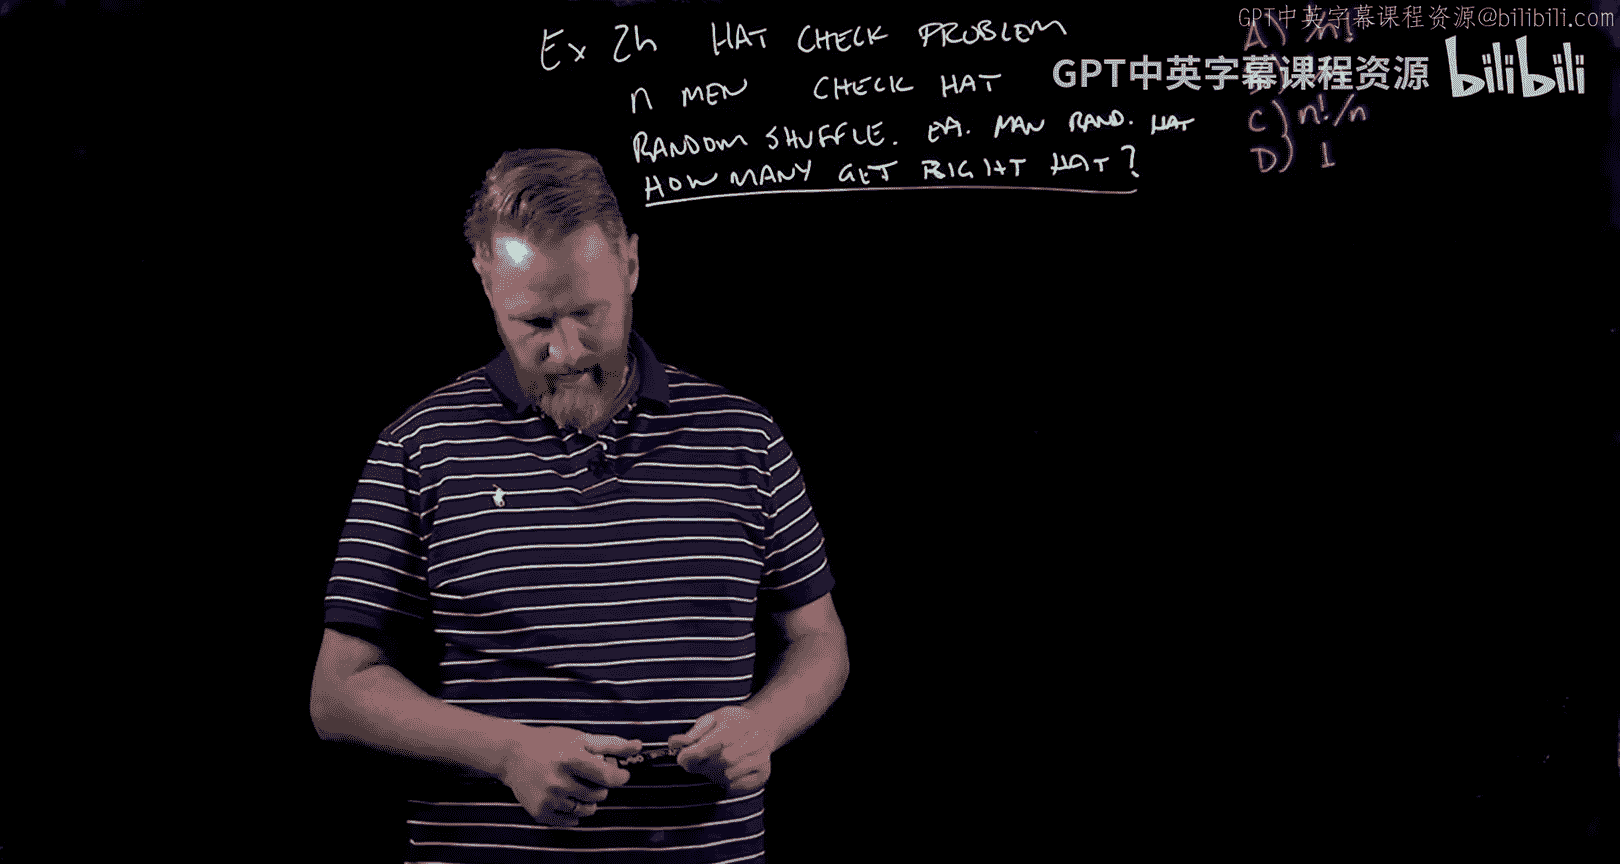 GPT中英字幕课程资源@bilibili.com
Ex 2h HAT CHECK PROBLEM
n MEN CHECK HAT
RANDOM SHUFFLE. EA. MAN RAND. HAT
HOW MANY GET RIGHT HAT?
GPT中英字幕课程资源 bilibili
A)
C) n!/n
D) 1